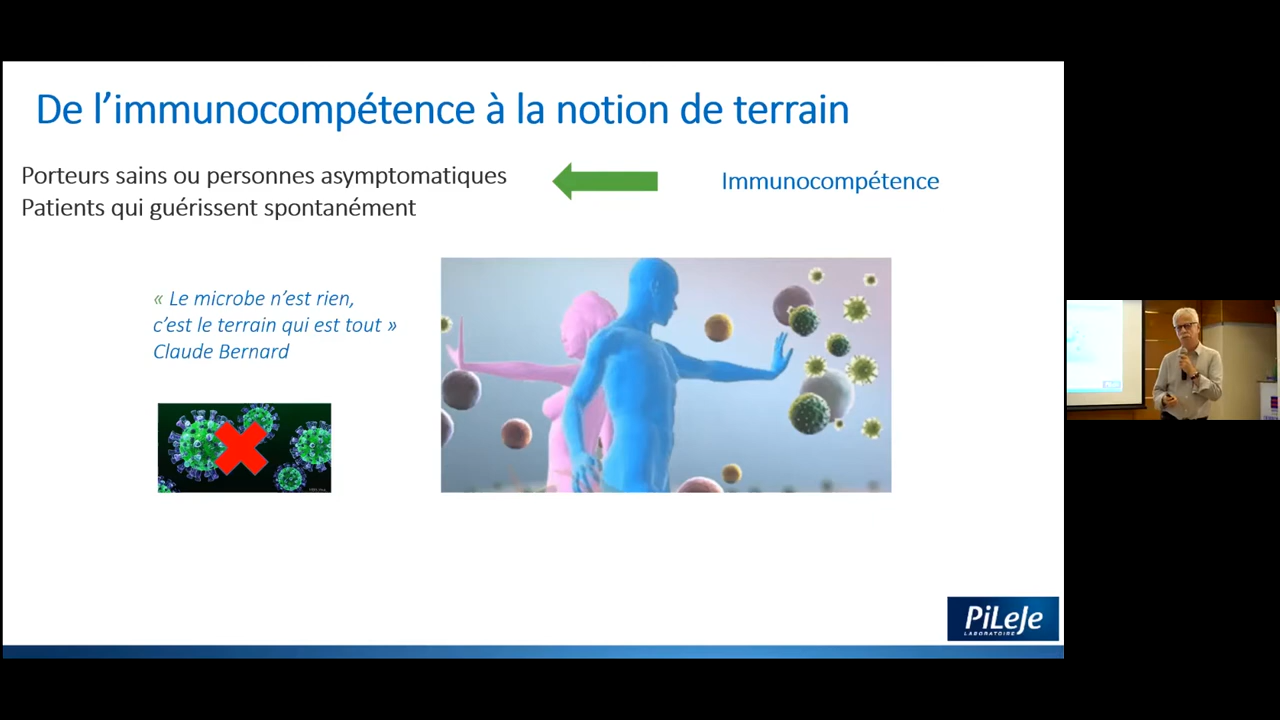 De l’immunocompétence à la notion de terrain
Porteurs sains ou personnes asymptomatiques
Patients qui guérissent spontanément
Immunocompétence
« Le microbe n’est rien,
c’est le terrain qui est tout »
Claude Bernard
PiLeJe
LABORATOIRE